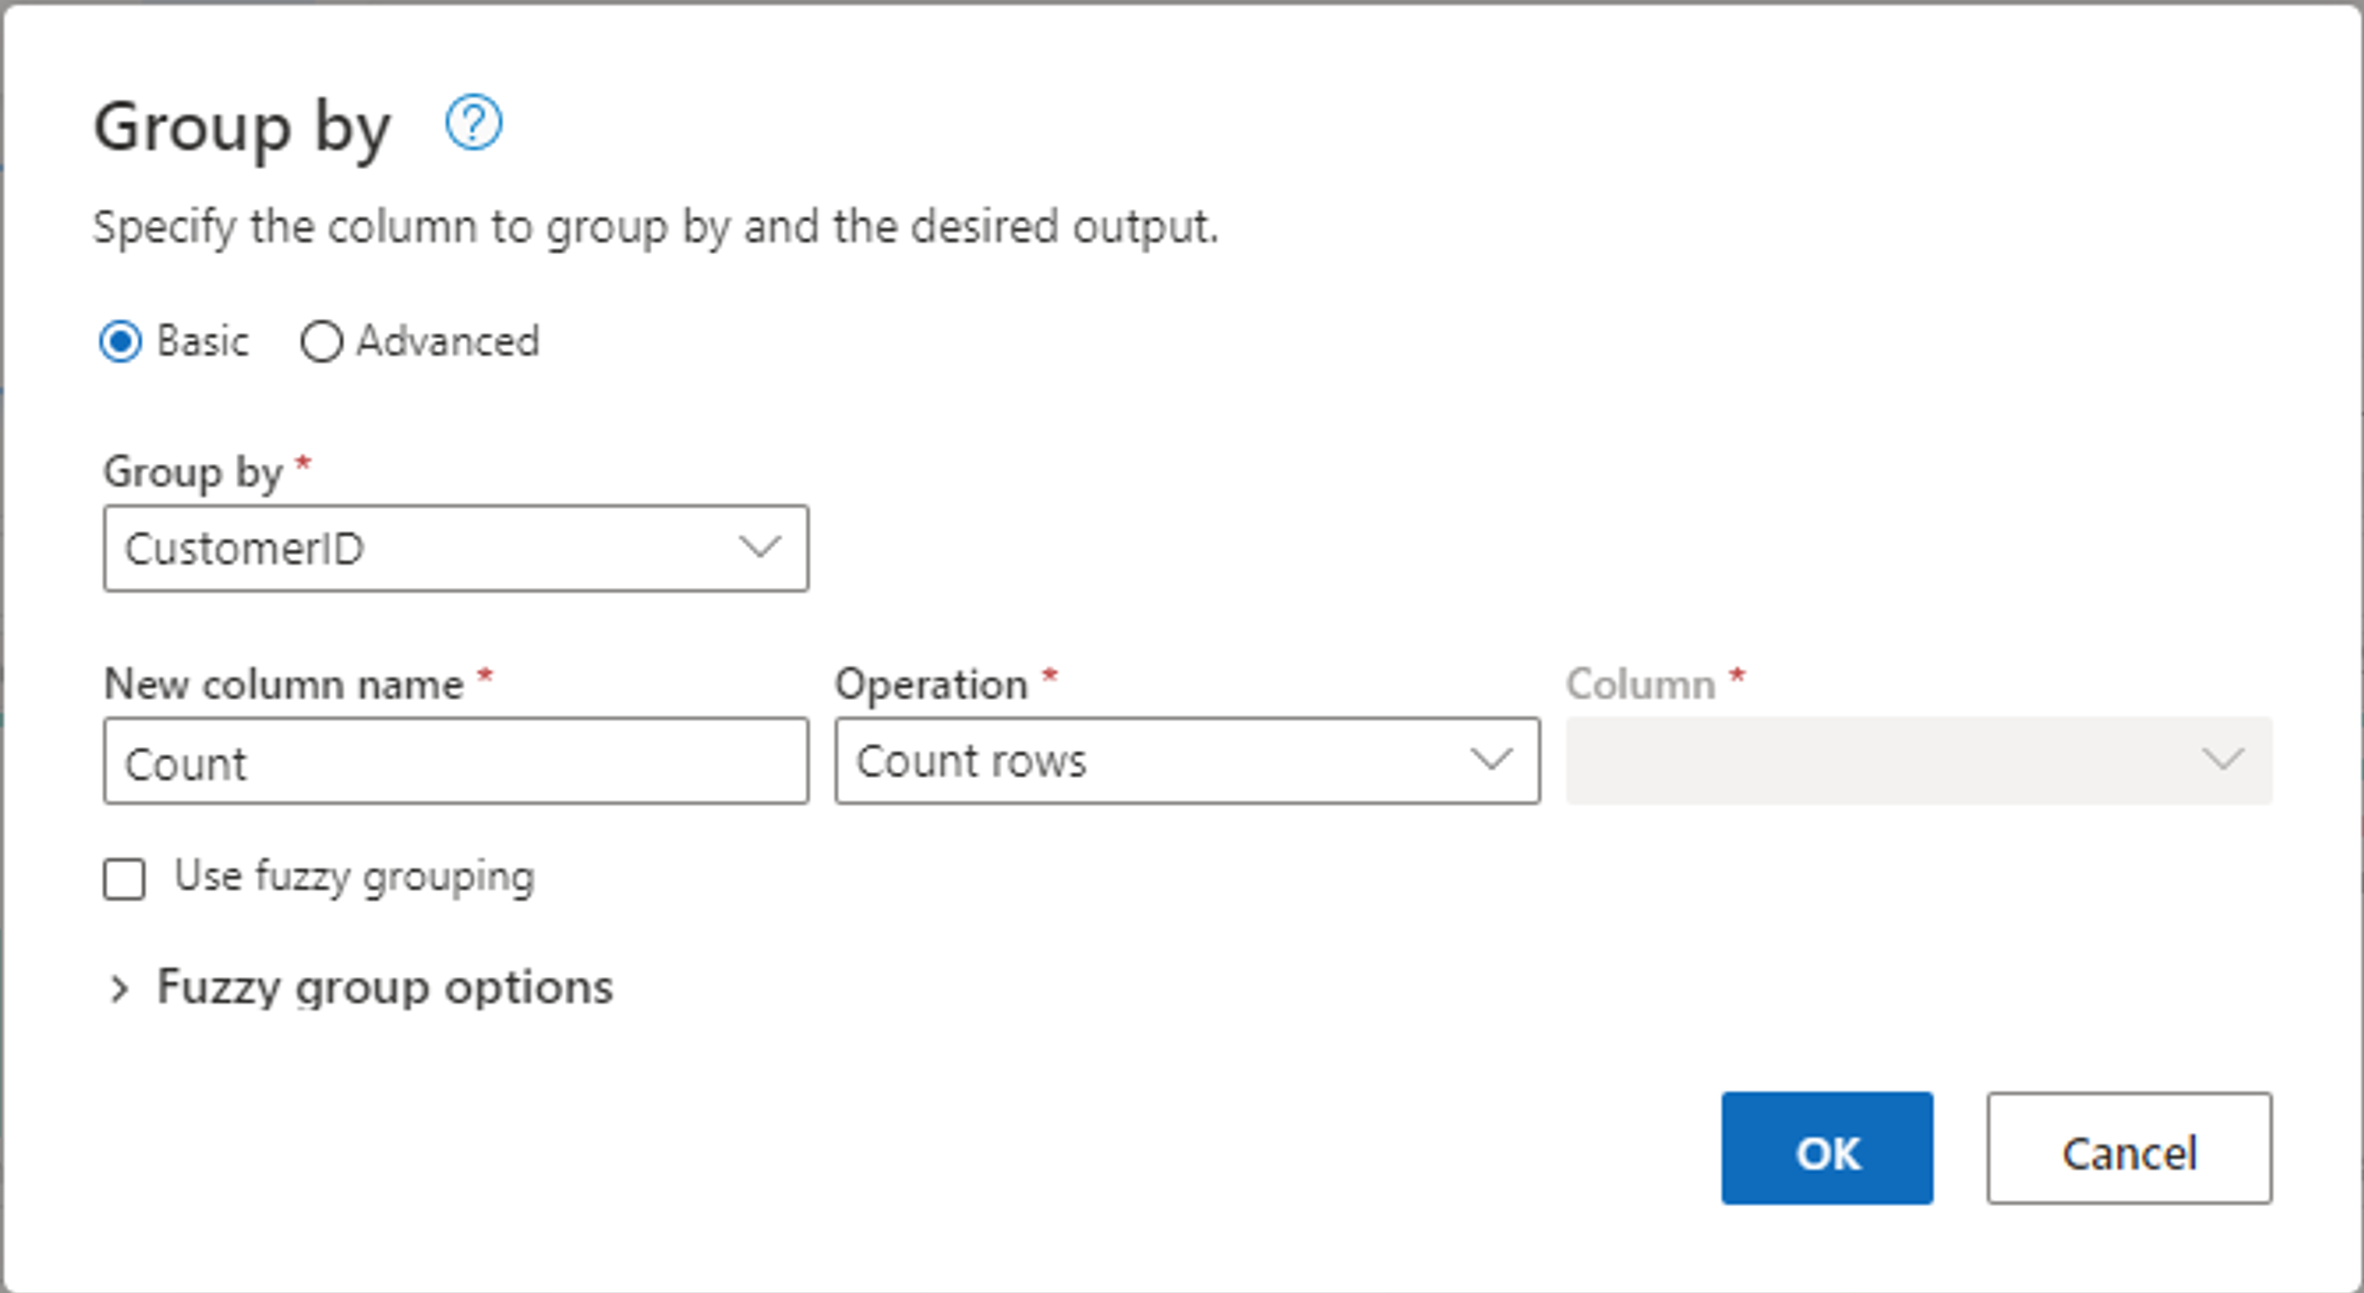 Group by ?
Specify the column to group by and the desired output.
Basic Advanced
Group by *
CustomerID
New column name * Operation * Column *
Count Count rows
Use fuzzy grouping
> Fuzzy group options
OK Cancel